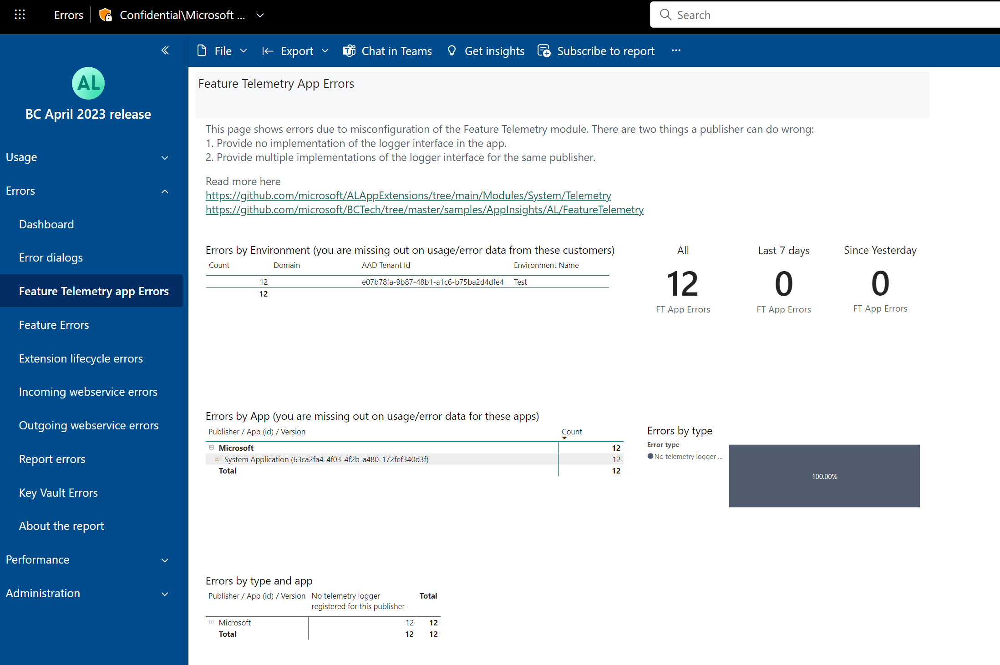 Errors
Confidential\Microsoft ...
Search
File
Export
Chat in Teams
Get insights
Subscribe to report
AL
BC April 2023 release
Usage
Errors
Dashboard
Error dialogs
Feature Telemetry app Errors
Feature Errors
Extension lifecycle errors
Incoming webservice errors
Outgoing webservice errors
Report errors
Key Vault Errors
About the report
Performance
Administration
Feature Telemetry App Errors
This page shows errors due to misconfiguration of the Feature Telemetry module. There are two things a publisher can do wrong:
1. Provide no implementation of the logger interface in the app.
2. Provide multiple implementations of the logger interface for the same publisher.
Read more here
https://github.com/microsoft/ALAppExtensions/tree/main/Modules/System/Telemetry
https://github.com/microsoft/BCTech/tree/master/samples/AppInsights/AL/FeatureTelemetry
Errors by Environment (you are missing out on usage/error data from these customers)
Count Domain AAD Tenant Id Environment Name
12 e07b78fa-9b87-48b1-a1c6-b75ba2d4dfe4 Test
12
All
12
FT App Errors
Last 7 days
0
FT App Errors
Since Yesterday
0
FT App Errors
Errors by App (you are missing out on usage/error data for these apps)
Publisher / App (id) / Version Count
Microsoft 12
System Application (63ca2fa4-4f03-4f2b-a480-172fef340d3f) 12
Total 12
Errors by type
Error type
No telemetry logger ...
100.00%
Errors by type and app
Publisher / App (id) / Version No telemetry logger Total
registered for this publisher
Microsoft 12 12
Total 12 12